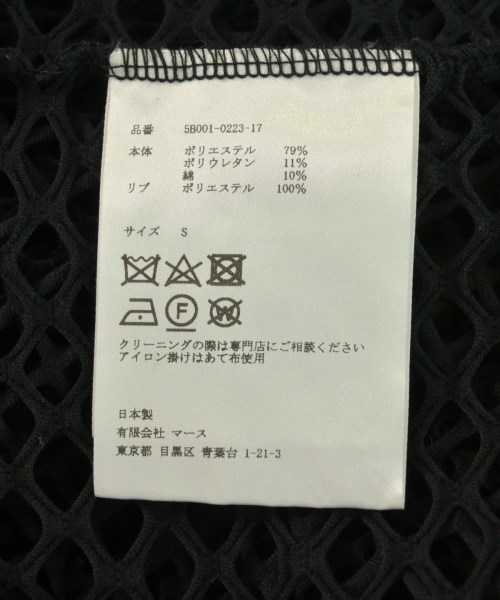 品番 5B001-0223-17
本体 ポリエステル 79%
ポリウレタン 11%
綿 10%
リブ ポリエステル 100%
サイズ S
F W
クリーニングの際は専門店にご相談ください
アイロン掛けはあて布使用
日本製
有限会社 マース
東京都 目黒区 青葉台 1-21-3